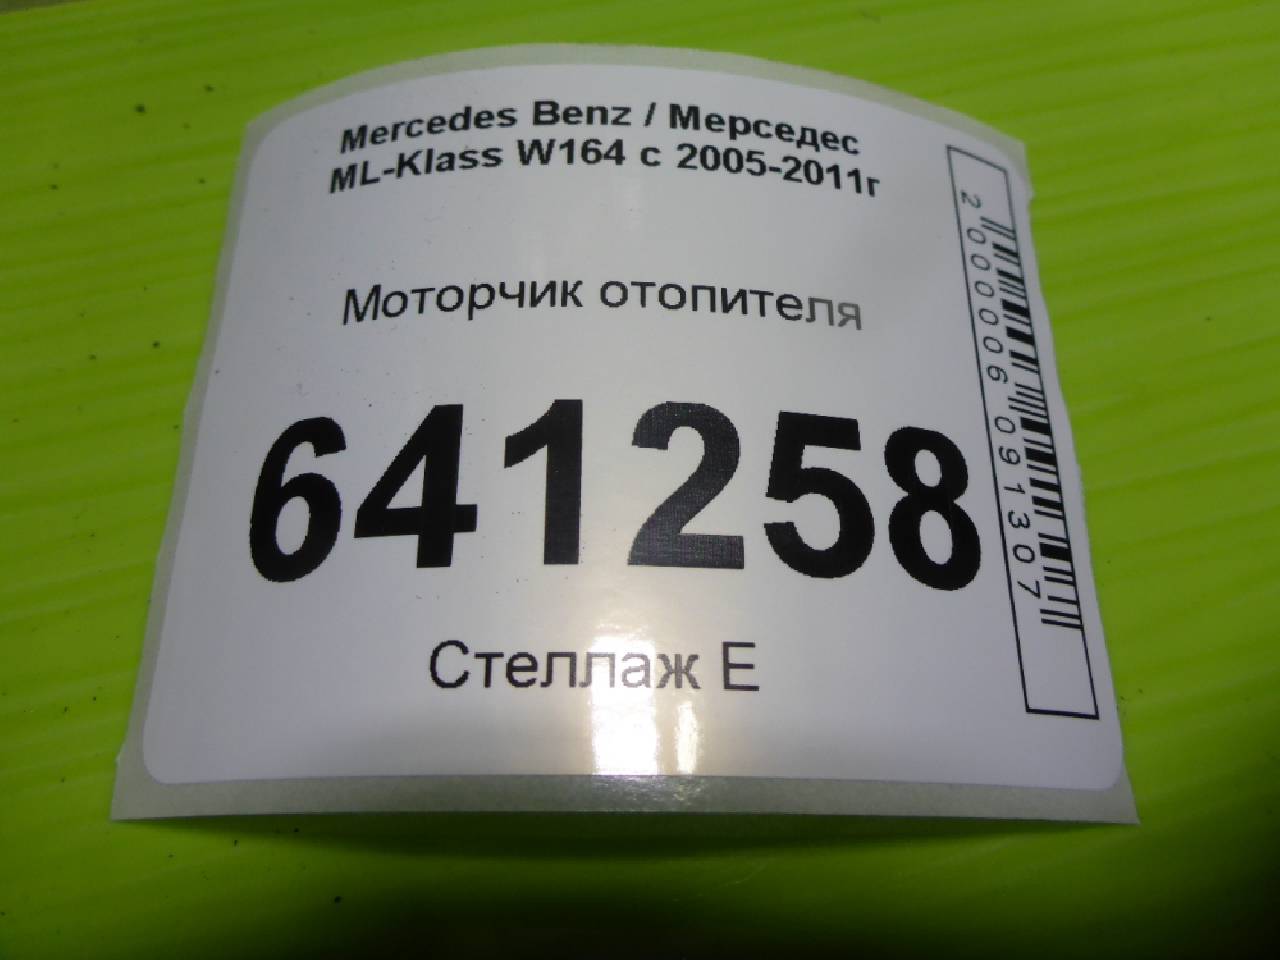 Mercedes Benz / Мерседес
ML-Klass W164 с 2005-2011г
Моторчик отопителя
641258
Стеллаж Е
2000006091307